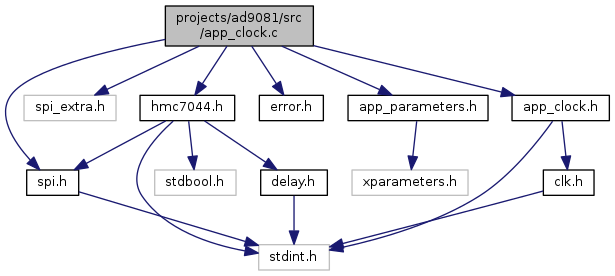 projects/ad9081/src
/app_clock.c
spi_extra.h
hmc7044.h
error.h
app_parameters.h
app_clock.h
spi.h
stdbool.h
delay.h
xparameters.h
clk.h
stdint.h